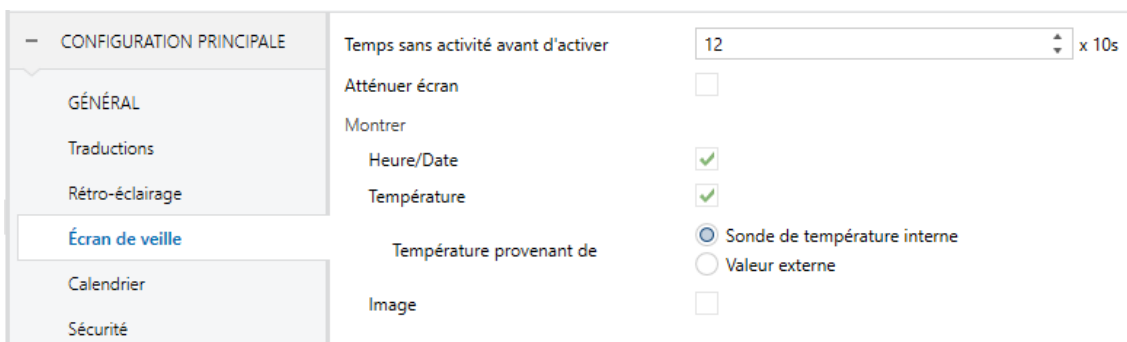 CONFIGURATION PRINCIPALE
GÉNÉRAL
Traductions
Rétro-éclairage
Écran de veille
Calendrier
Sécurité
Temps sans activité avant d'activer 12 x 10s
Atténuer écran
Montrer
Heure/Date
Température
Température provenant de
Sonde de température interne
Valeur externe
Image